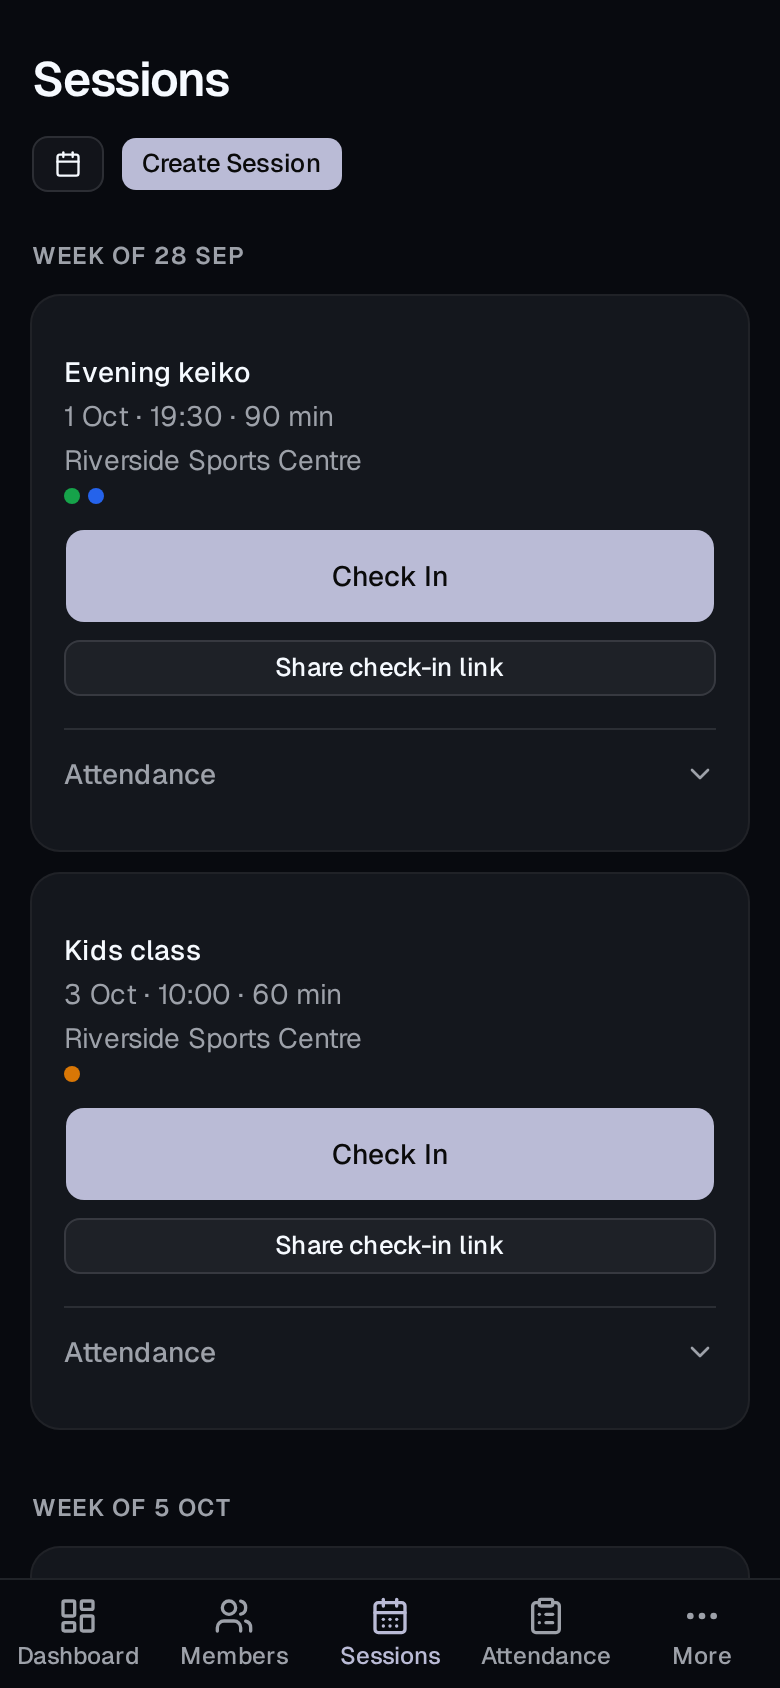 Sessions
Create Session
WEEK OF 28 SEP
Evening keiko
1 Oct · 19:30 · 90 min
Riverside Sports Centre
Check In
Share check-in link
Attendance
Kids class
3 Oct · 10:00 · 60 min
Riverside Sports Centre
Check In
Share check-in link
Attendance
WEEK OF 5 OCT
Dashboard
Members
Sessions
Attendance
More